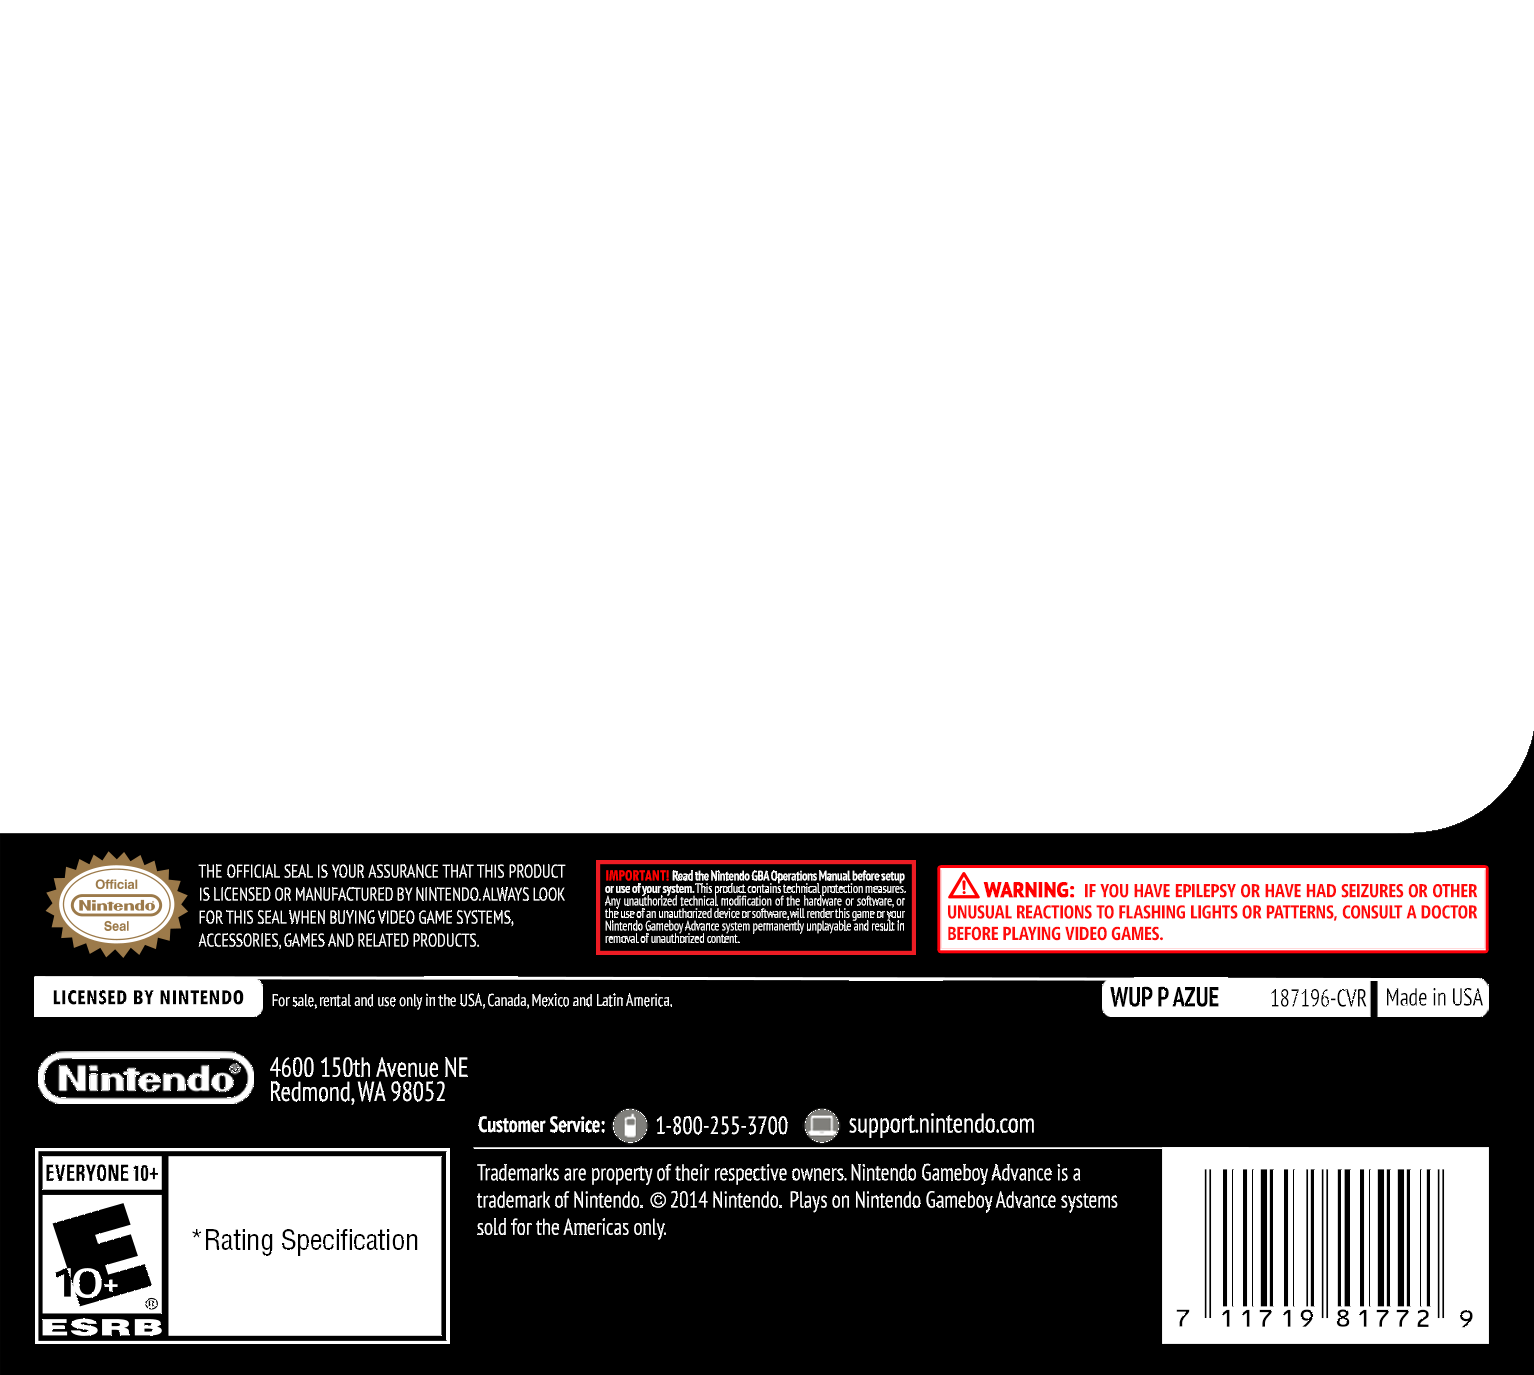 Official
Nintendo
Seal
THE OFFICIAL SEAL IS YOUR ASSURANCE THAT THIS PRODUCT
IS LICENSED OR MANUFACTURED BY NINTENDO. ALWAYS LOOK
FOR THIS SEAL WHEN BUYING VIDEO GAME SYSTEMS,
ACCESSORIES, GAMES AND RELATED PRODUCTS.
IMPORTANT! Read the Nintendo GBA Operations Manual before setup
or use of your system. This product contains technical protection measures.
Any unauthorized technical modification of the hardware or software, or
the use of an unauthorized device or software, will render this game or your
Nintendo Gameboy Advance system permanently unplayable and result in
removal of unauthorized content.
WARNING: IF YOU HAVE EPILEPSY OR HAVE HAD SEIZURES OR OTHER
UNUSUAL REACTIONS TO FLASHING LIGHTS OR PATTERNS, CONSULT A DOCTOR
BEFORE PLAYING VIDEO GAMES.
LICENSED BY NINTENDO
For sale, rental and use only in the USA, Canada, Mexico and Latin America.
WUP P AZUE
187196-CVR
Made in USA
Nintendo®
4600 150th Avenue NE
Redmond, WA 98052
Customer Service: 1-800-255-3700 support.nintendo.com
EVERYONE 10+
E
10+
®
ESRB
*Rating Specification
Trademarks are property of their respective owners. Nintendo Gameboy Advance is a
trademark of Nintendo. © 2014 Nintendo. Plays on Nintendo Gameboy Advance systems
sold for the Americas only.
7 11719 81772 9